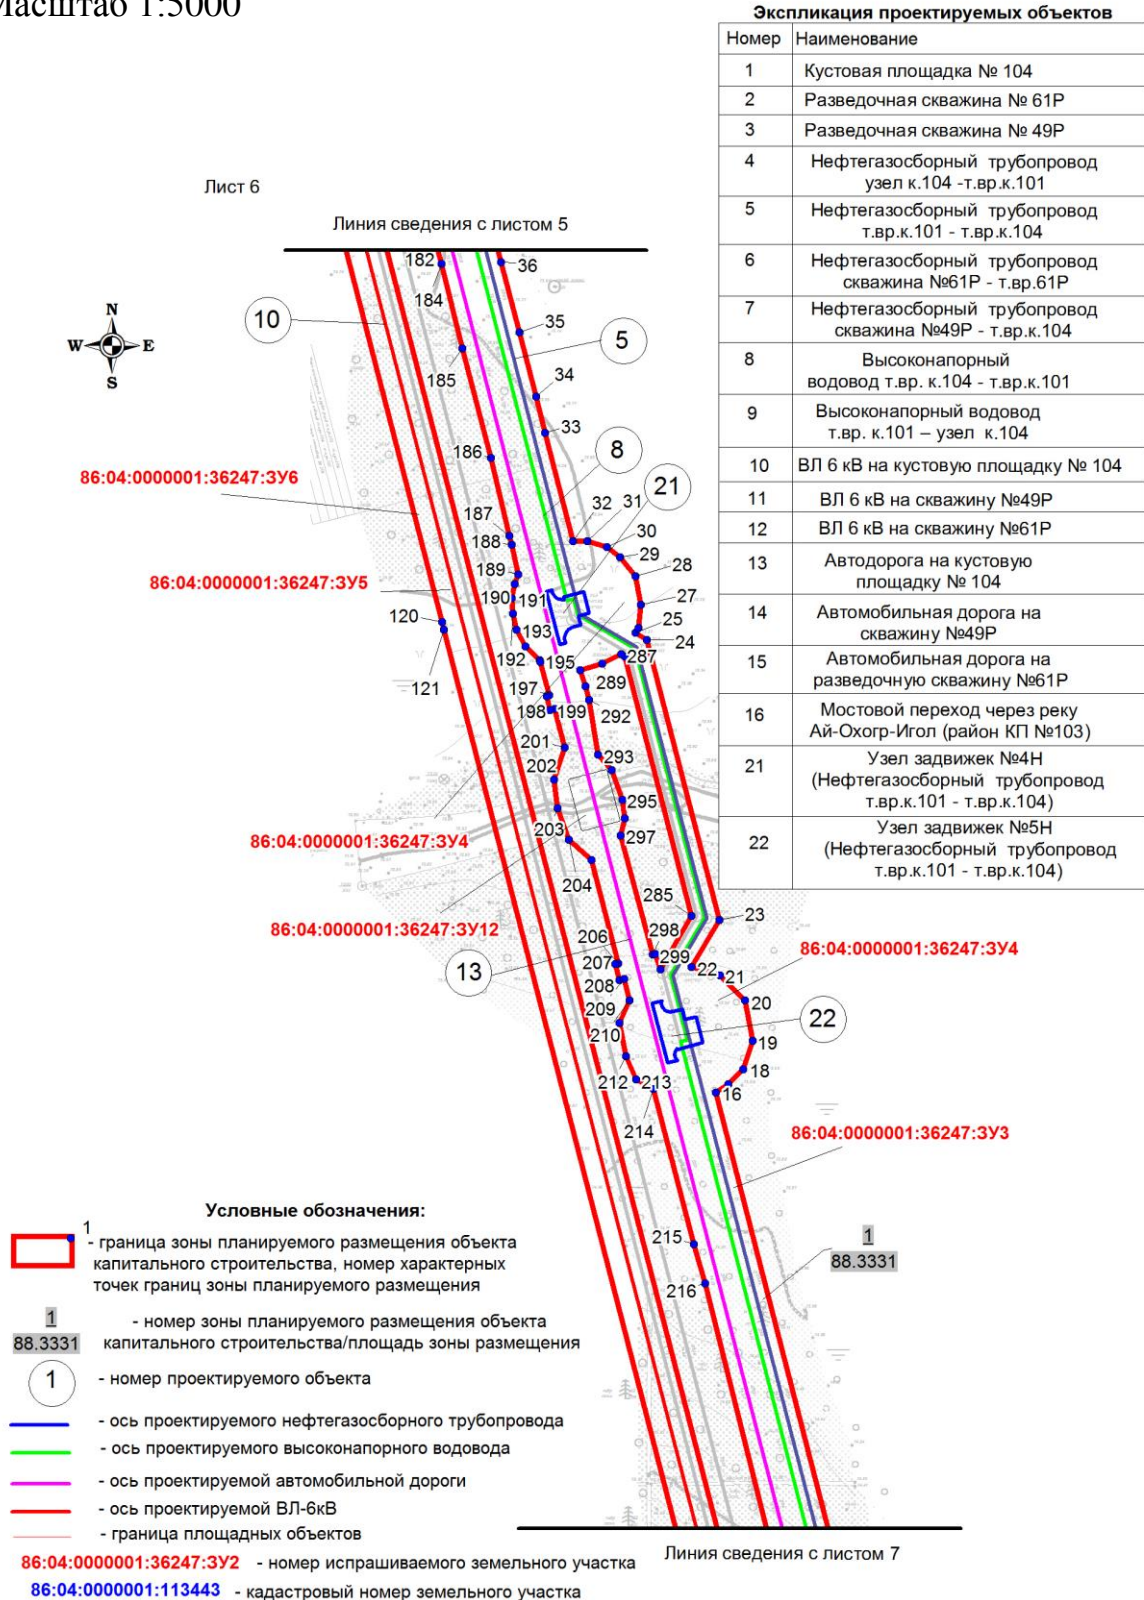 Масштаб 1:5000
Экспликация проектируемых объектов
Номер Наименование
1 Кустовая площадка № 104
2 Разведочная скважина № 61Р
3 Разведочная скважина № 49Р
4 Нефтегазосборный трубопровод
узел к.104 -т.вр.к.101
5 Нефтегазосборный трубопровод
т.вр.к.101 - т.вр.к.104
6 Нефтегазосборный трубопровод
скважина №61Р - т.вр.61Р
7 Нефтегазосборный трубопровод
скважина №49Р - т.вр.к.104
8 Высоконапорный
водовод т.вр. к.104 - т.вр.к.101
9 Высоконапорный водовод
т.вр. к.101 – узел к.104
10 ВЛ 6 кВ на кустовую площадку № 104
11 ВЛ 6 кВ на скважину №49Р
12 ВЛ 6 кВ на скважину №61Р
13 Автодорога на кустовую
площадку № 104
14 Автомобильная дорога на
скважину №49Р
15 Автомобильная дорога на
разведочную скважину №61Р
16 Мостовой переход через реку
Ай-Охогр-Игол (район КП №103)
21 Узел задвижек №4Н
(Нефтегазосборный трубопровод
т.вр.к.101 - т.вр.к.104)
22 Узел задвижек №5Н
(Нефтегазосборный трубопровод
т.вр.к.101 - т.вр.к.104)
Лист 6
Линия сведения с листом 5
N
W E
S
182
36
184
10
35
5
185
34
33
186
8
86:04:0000001:36247:ЗУ6
21
187
32
31
188
30
29
189
28
86:04:0000001:36247:ЗУ5
190
191
27
120
193
25
24
192
195
287
121
289
197
198
199
292
201
293
202
295
203
297
86:04:0000001:36247:ЗУ4
204
285
23
86:04:0000001:36247:ЗУ12
206
298
86:04:0000001:36247:ЗУ4
207
299
13
22
21
208
20
209
22
210
19
212
213
18
16
214
86:04:0000001:36247:ЗУ3
215
1
88.3331
216
Условные обозначения:
1
- граница зоны планируемого размещения объекта
капитального строительства, номер характерных
точек границ зоны планируемого размещения
1
88.3331
- номер зоны планируемого размещения объекта
капитального строительства/площадь зоны размещения
1 - номер проектируемого объекта
- ось проектируемого нефтегазосборного трубопровода
- ось проектируемого высоконапорного водовода
- ось проектируемой автомобильной дороги
- ось проектируемой ВЛ-6кВ
- граница площадных объектов
86:04:0000001:36247:ЗУ2 - номер испрашиваемого земельного участка
86:04:0000001:113443 - кадастровый номер земельного участка
Линия сведения с листом 7